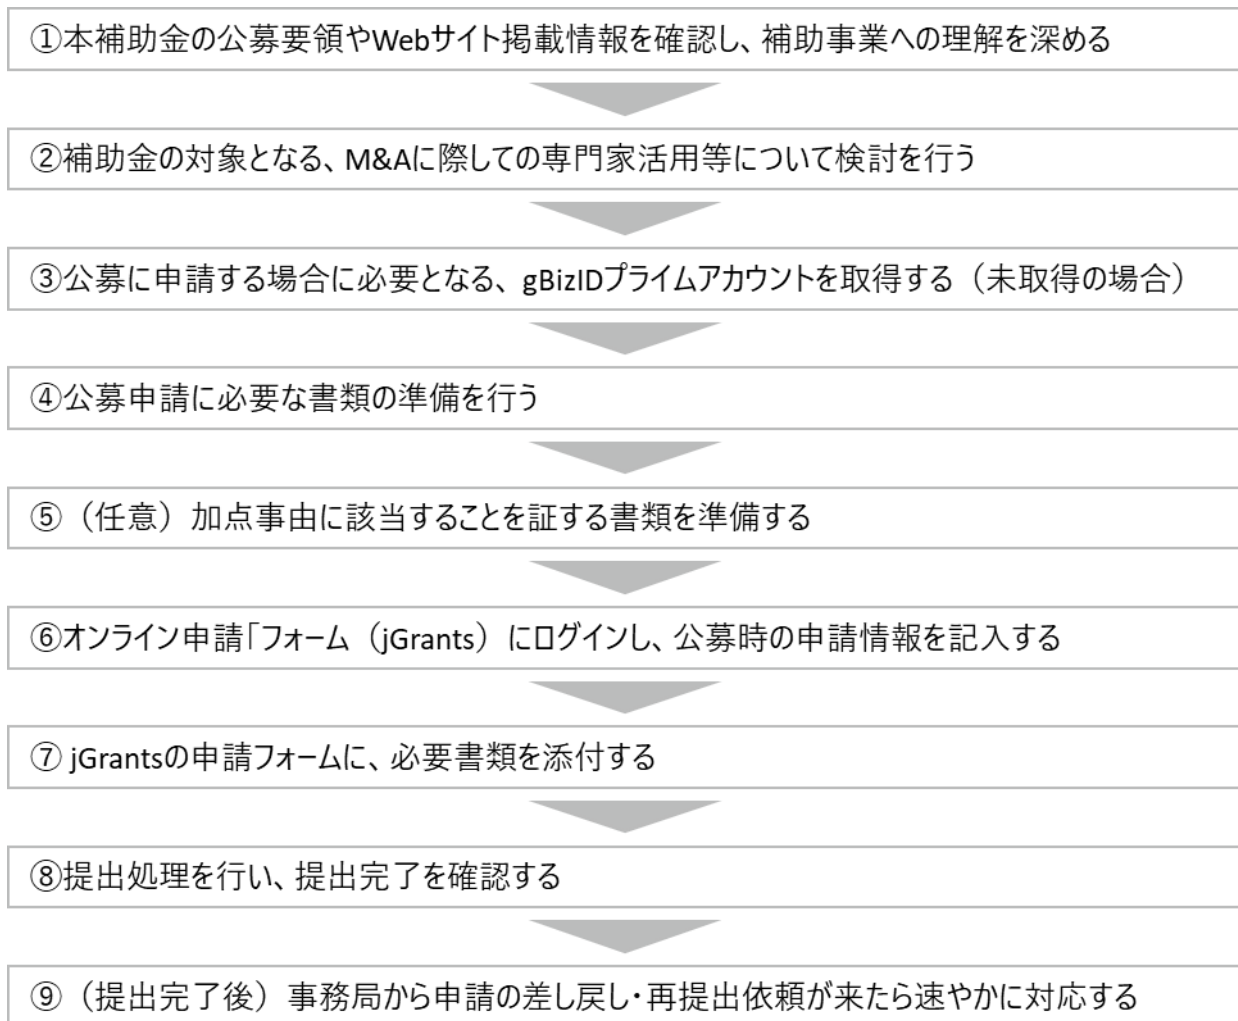 ①本補助金の公募要領やWebサイト掲載情報を確認し、補助事業への理解を深める
②補助金の対象となる、M&Aに際しての専門家活用等について検討を行う
③公募に申請する場合に必要となる、gBizIDプライムアカウントを取得する（未取得の場合）
④公募申請に必要な書類の準備を行う
⑤（任意）加点事由に該当することを証する書類を準備する
⑥オンライン申請「フォーム（jGrants）にログインし、公募時の申請情報を記入する
⑦jGrantsの申請フォームに、必要書類を添付する
⑧提出処理を行い、提出完了を確認する
⑨（提出完了後）事務局から申請の差し戻し・再提出依頼が来たら速やかに対応する